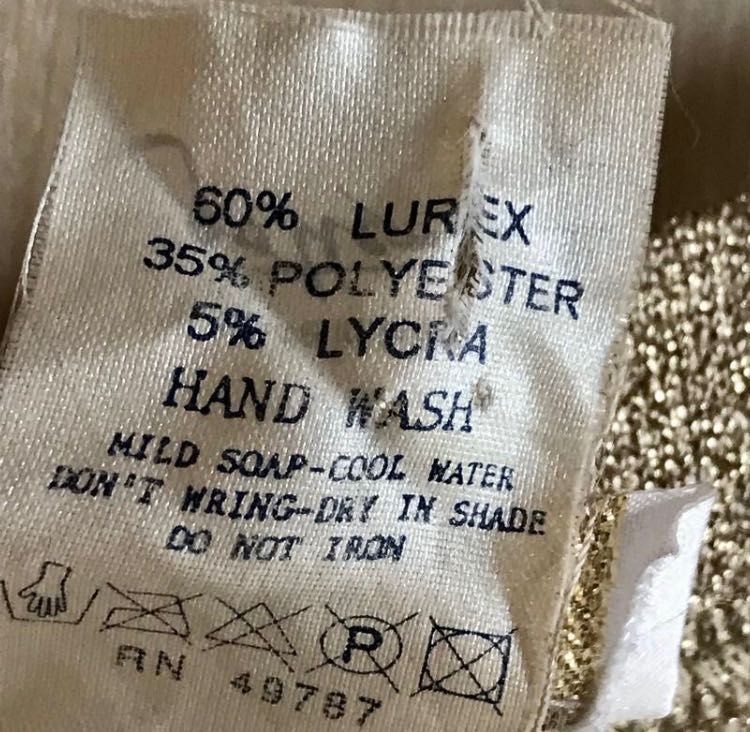 60% LUREX
35% POLYESTER
5% LYCRA
HAND WASH
MILD SOAP-COOL WATER
DON'T WRING-DRY IN SHADE
DO NOT IRON
P
RN 49787